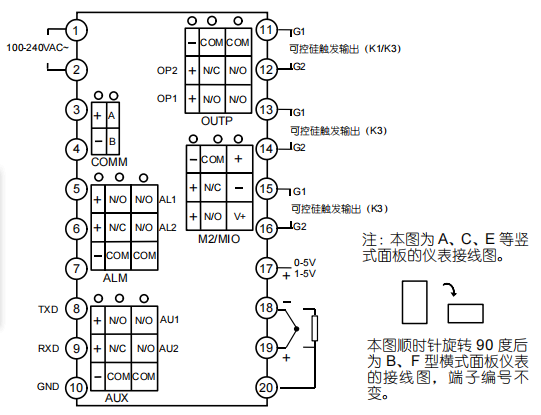 1
100-240VAC~
2
3
4
5
6
7
TXD 8
RXD 9
GND 10
− COM COM
OP2 + N/C N/O
OP1 + N/O N/O
OUTP
+ A
− B
COMM
− COM +
+ N/C −
+ N/O V+
M2/MIO
+ N/O N/O AL1
+ N/C N/O AL2
− COM COM
ALM
+ N/O N/O AU1
+ N/C N/O AU2
− COM COM
AUX
11 G1
可控硅触发输出（K1/K3）
12 G2
13 G1
可控硅触发输出（K3）
14 G2
15 G1
可控硅触发输出（K3）
16 G2
17 + 0-5V
1-5V
18 −
19 +
20
注：本图为 A、C、E 等竖
式面板的仪表接线图。
本图顺时针旋转 90 度后
为 B、F 型横式面板仪表
的接线图，端子编号不
变。